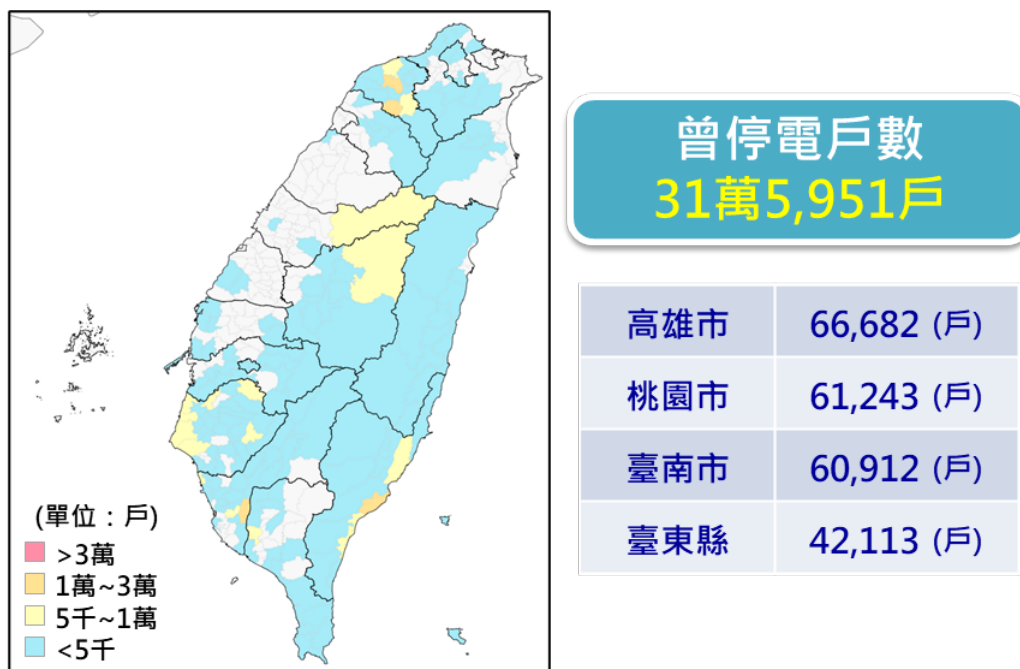 曾停電戶數
31萬5,951戶
高雄市 66,682 (戶)
桃園市 61,243 (戶)
臺南市 60,912 (戶)
臺東縣 42,113 (戶)
(單位：戶)
>3萬
1萬~3萬
5千~1萬
<5千